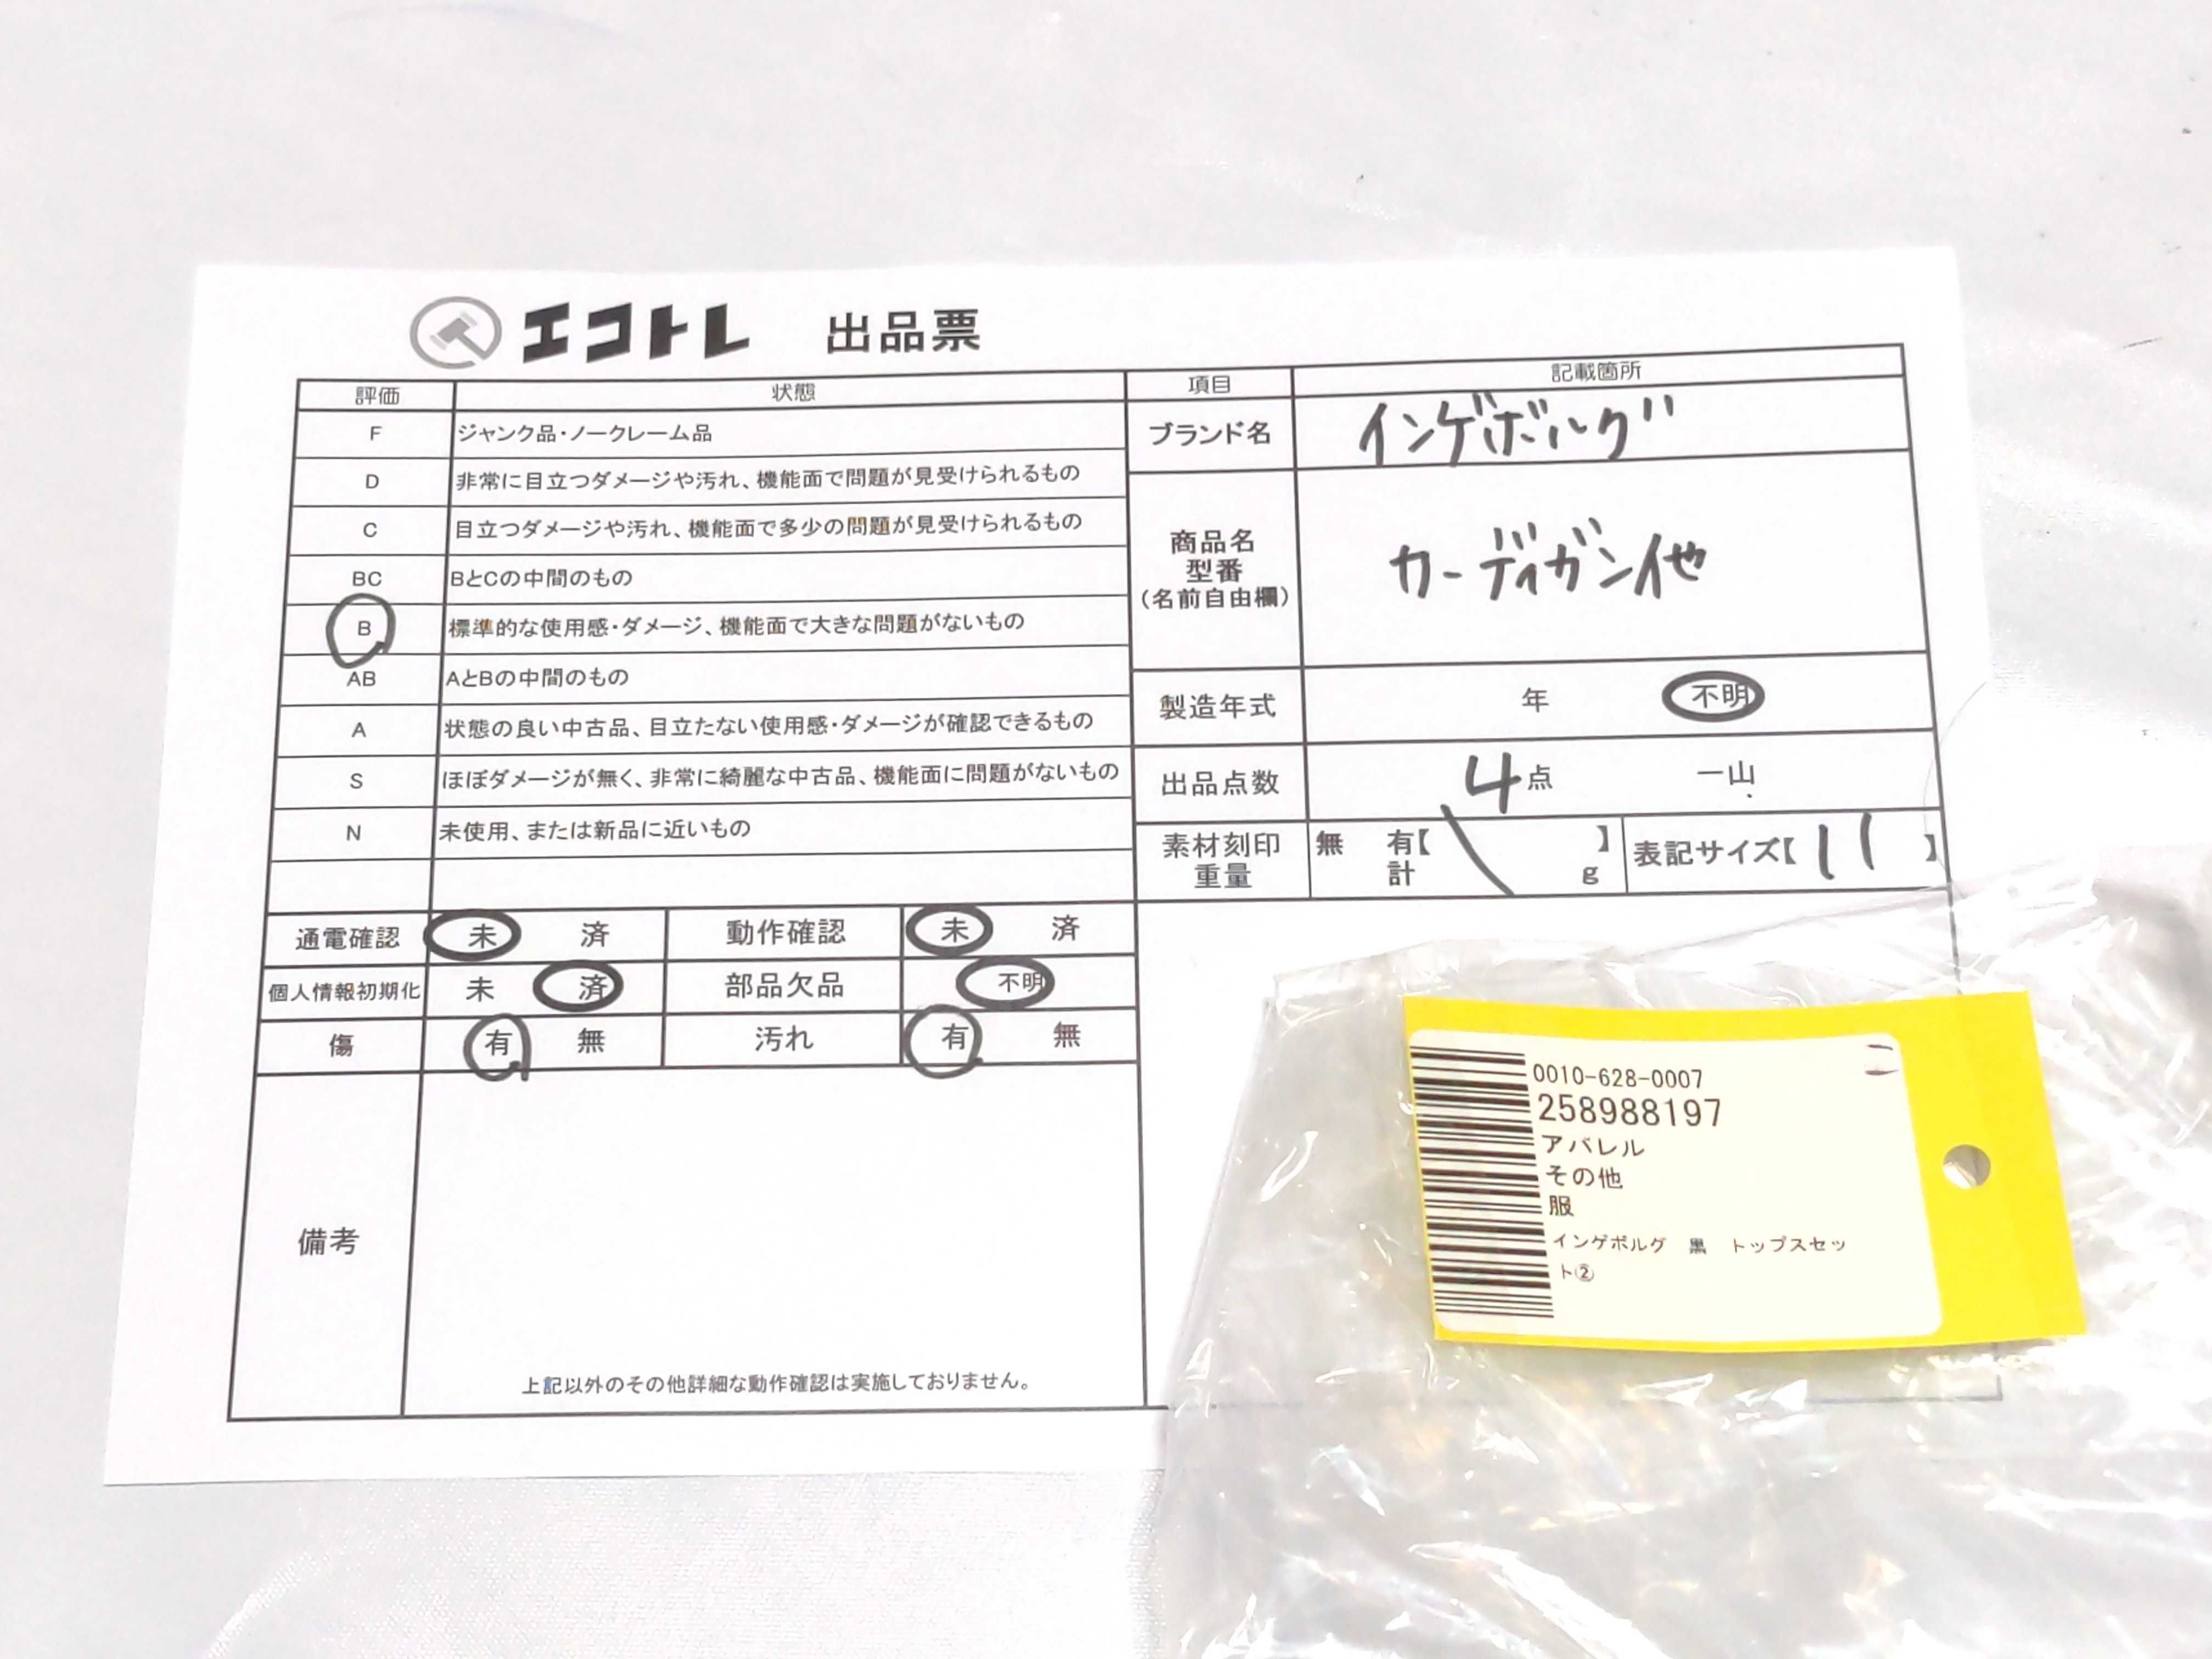 エコトレ 出品票
評価 状態 項目 記載箇所
F ジャンク品・ノークレーム品
D 非常に目立つダメージや汚れ、機能面で問題が見受けられるもの
C 目立つダメージや汚れ、機能面で多少の問題が見受けられるもの
BC BとCの中間のもの
B 標準的な使用感・ダメージ、機能面で大きな問題がないもの
AB AとBの中間のもの
A 状態の良い中古品、目立たない使用感・ダメージが確認できるもの
S ほぼダメージが無く、非常に綺麗な中古品、機能面に問題がないもの
N 未使用、または新品に近いもの
ブランド名 インゲボルグ
商品名
型番
(名前自由欄)
カーディガン他
製造年式 年 不明
出品点数 4点 一山
素材刻印 無 有【 】
重量 計 g
表記サイズ【 11 】
通電確認 未 済 動作確認 未 済
個人情報初期化 未 済 部品欠品 不明
傷 有 無 汚れ 有 無
備考
上記以外のその他詳細な動作確認は実施しておりません。
0010-628-0007
258988197
アパレル
その他
服
インゲボルグ 黒 トップスセッ
ト②